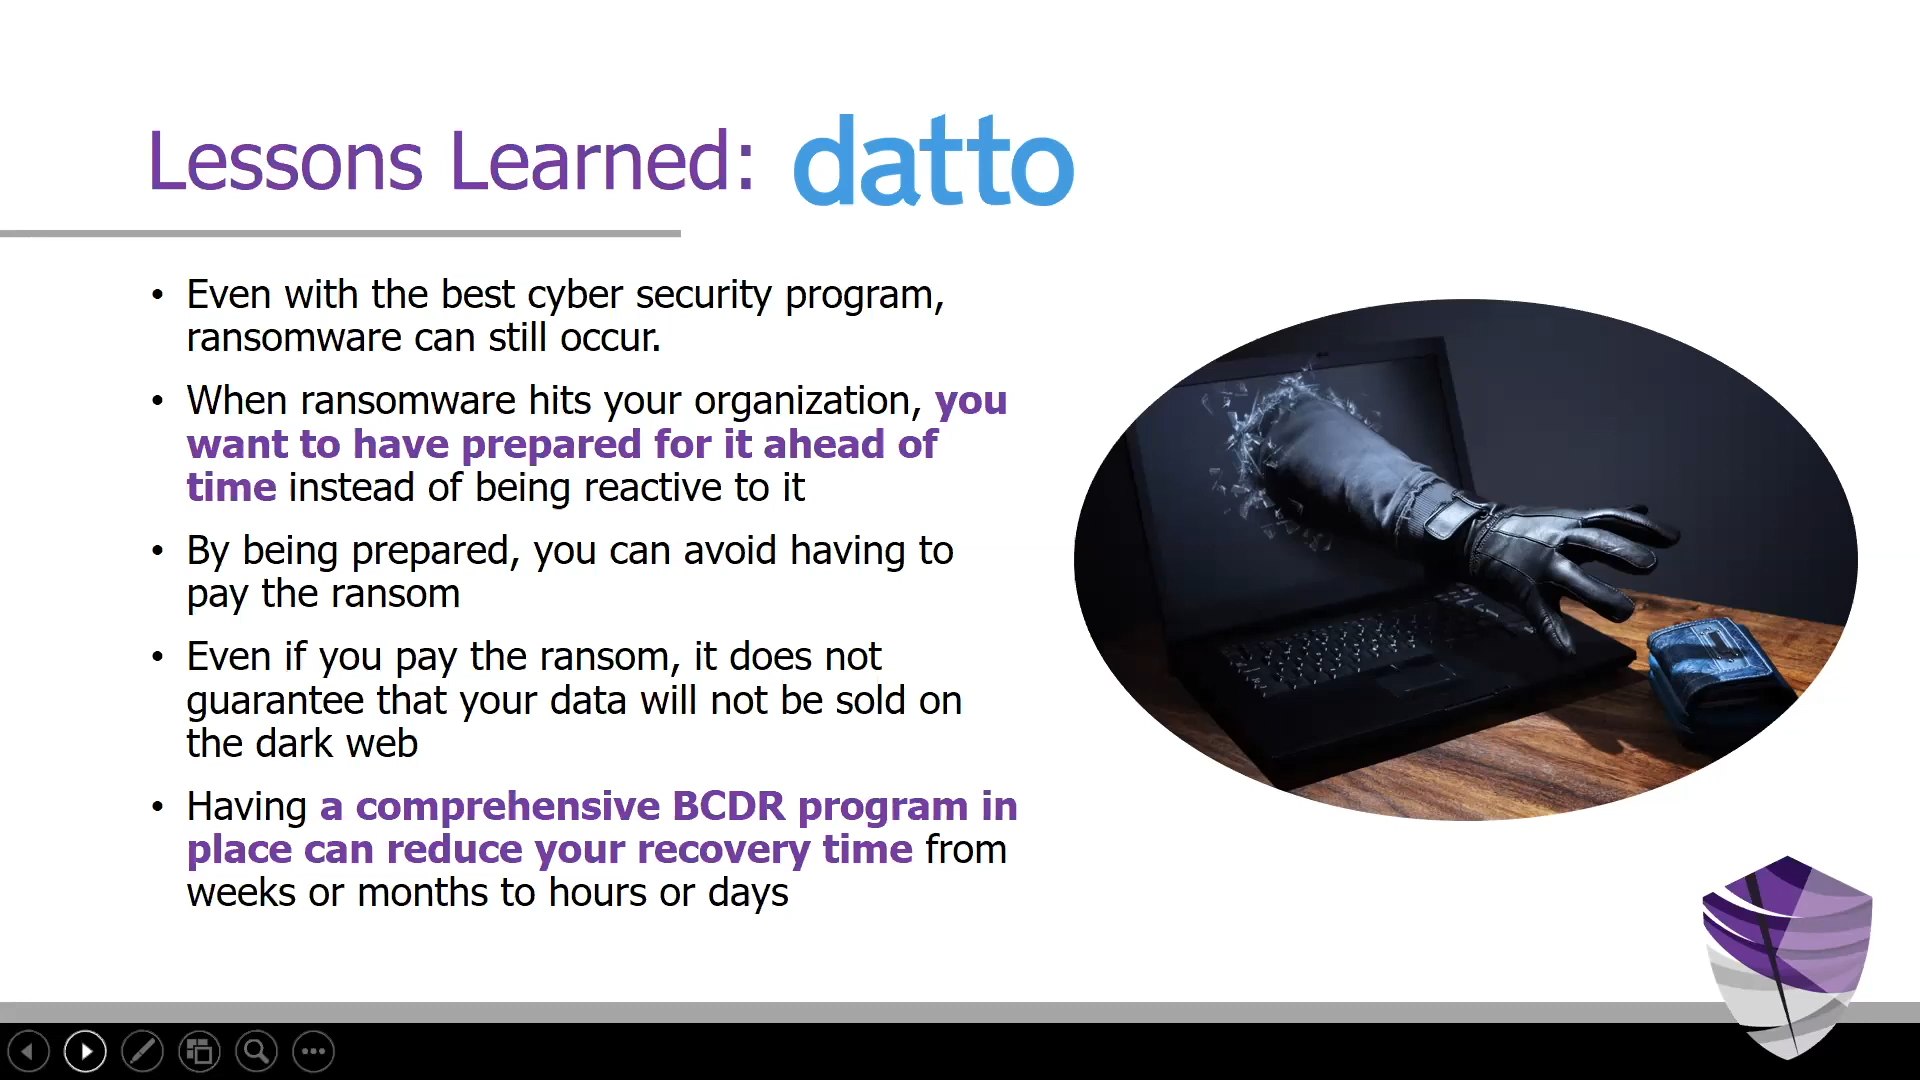 Lessons Learned: datto
• Even with the best cyber security program,
ransomware can still occur.
• When ransomware hits your organization, you
want to have prepared for it ahead of
time instead of being reactive to it
• By being prepared, you can avoid having to
pay the ransom
• Even if you pay the ransom, it does not
guarantee that your data will not be sold on
the dark web
• Having a comprehensive BCDR program in
place can reduce your recovery time from
weeks or months to hours or days